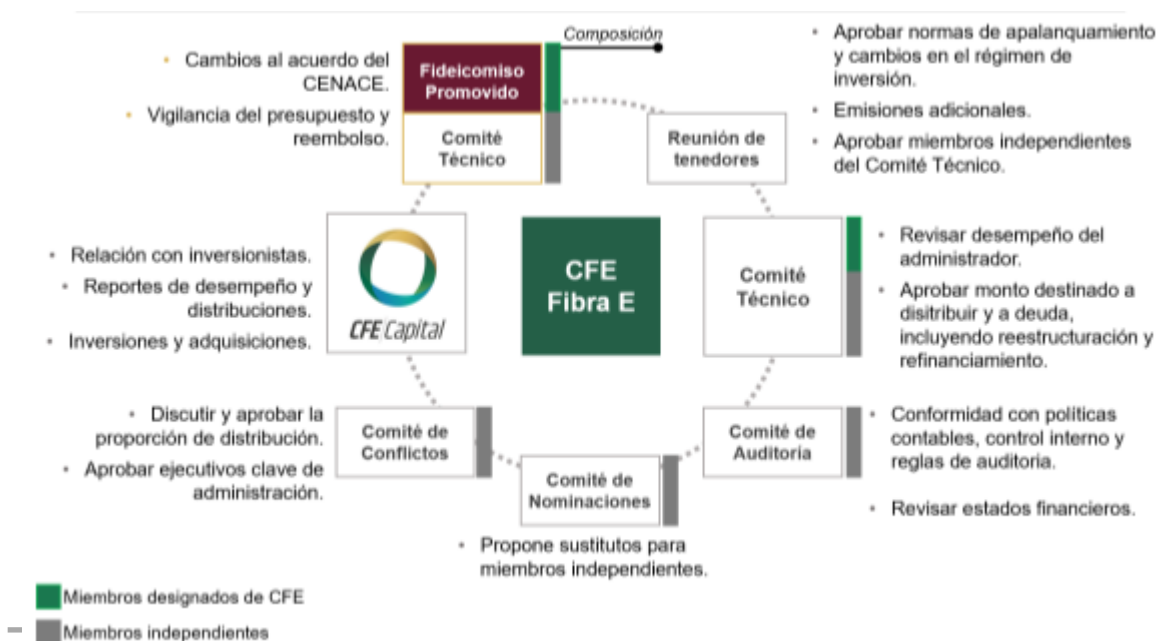 Composición
• Cambios al acuerdo del
CENACE.
• Vigilancia del presupuesto y
reembolso.
Fideicomiso
Promovido
Comité
Técnico
Reunión de
tenedores
• Aprobar normas de apalanquamiento
y cambios en el régimen de
inversión.
• Emisiones adicionales.
• Aprobar miembros independientes
del Comité Técnico.
• Relación con inversionistas.
• Reportes de desempeño y
distribuciones.
• Inversiones y adquisiciones.
CFE Capital
CFE
Fibra E
Comité
Técnico
• Revisar desempeño del
administrador.
• Aprobar monto destinado a
disitribuir y a deuda,
incluyendo reestructuración y
refinanciamiento.
• Discutir y aprobar la
proporción de distribución.
• Aprobar ejecutivos clave de
administración.
Comité de
Conflictos
Comité de
Nominaciones
• Propone sustitutos para
miembros independientes.
Comité de
Auditoria
• Conformidad con políticas
contables, control interno y
reglas de auditoria.
• Revisar estados financieros.
Miembros designados de CFE
Miembros independientes